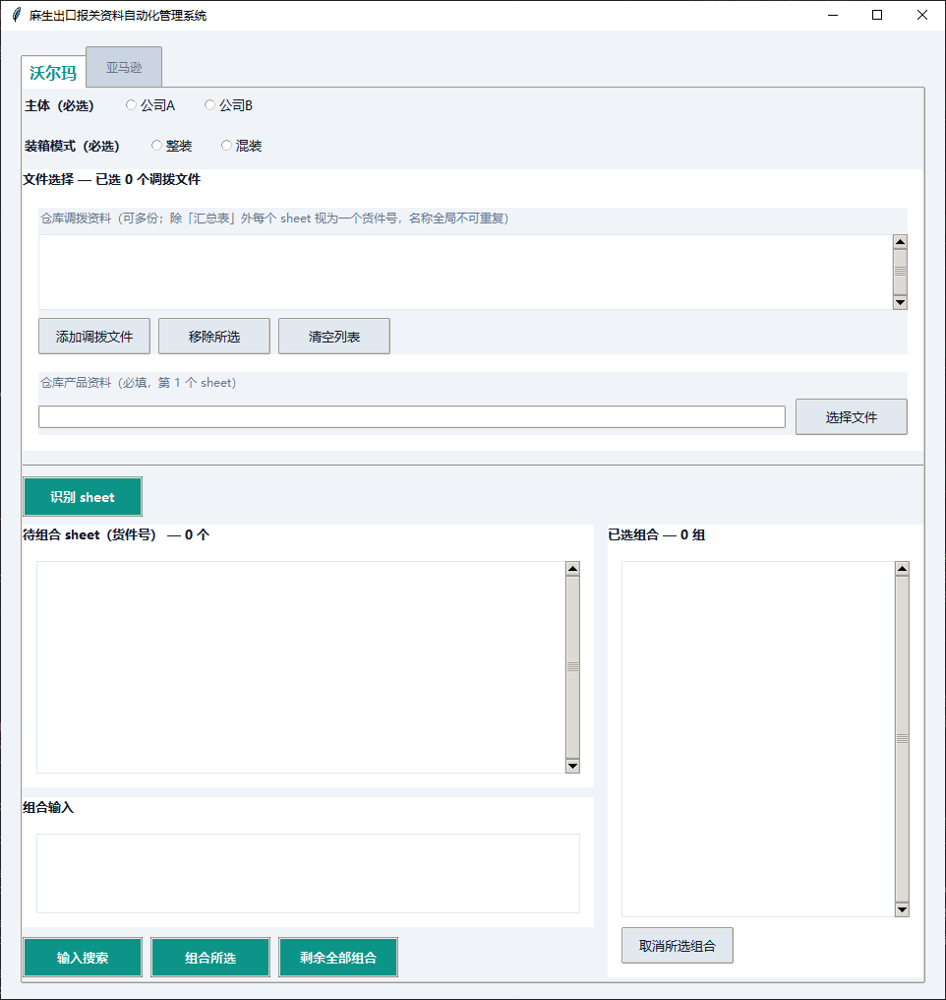 麻生出口报关资料自动化管理系统
沃尔玛 亚马逊
主体（必选） 公司A 公司B
装箱模式（必选） 整装 混装
文件选择 — 已选 0 个调拨文件
仓库调拨资料（可多份；除「汇总表」外每个 sheet 视为一个货件号，名称全局不可重复）
添加调拨文件 移除所选 清空列表
仓库产品资料（必填，第 1 个 sheet）
选择文件
识别 sheet
待组合 sheet（货件号） — 0 个
已选组合 — 0 组
组合输入
输入搜索 组合所选 剩余全部组合
取消所选组合